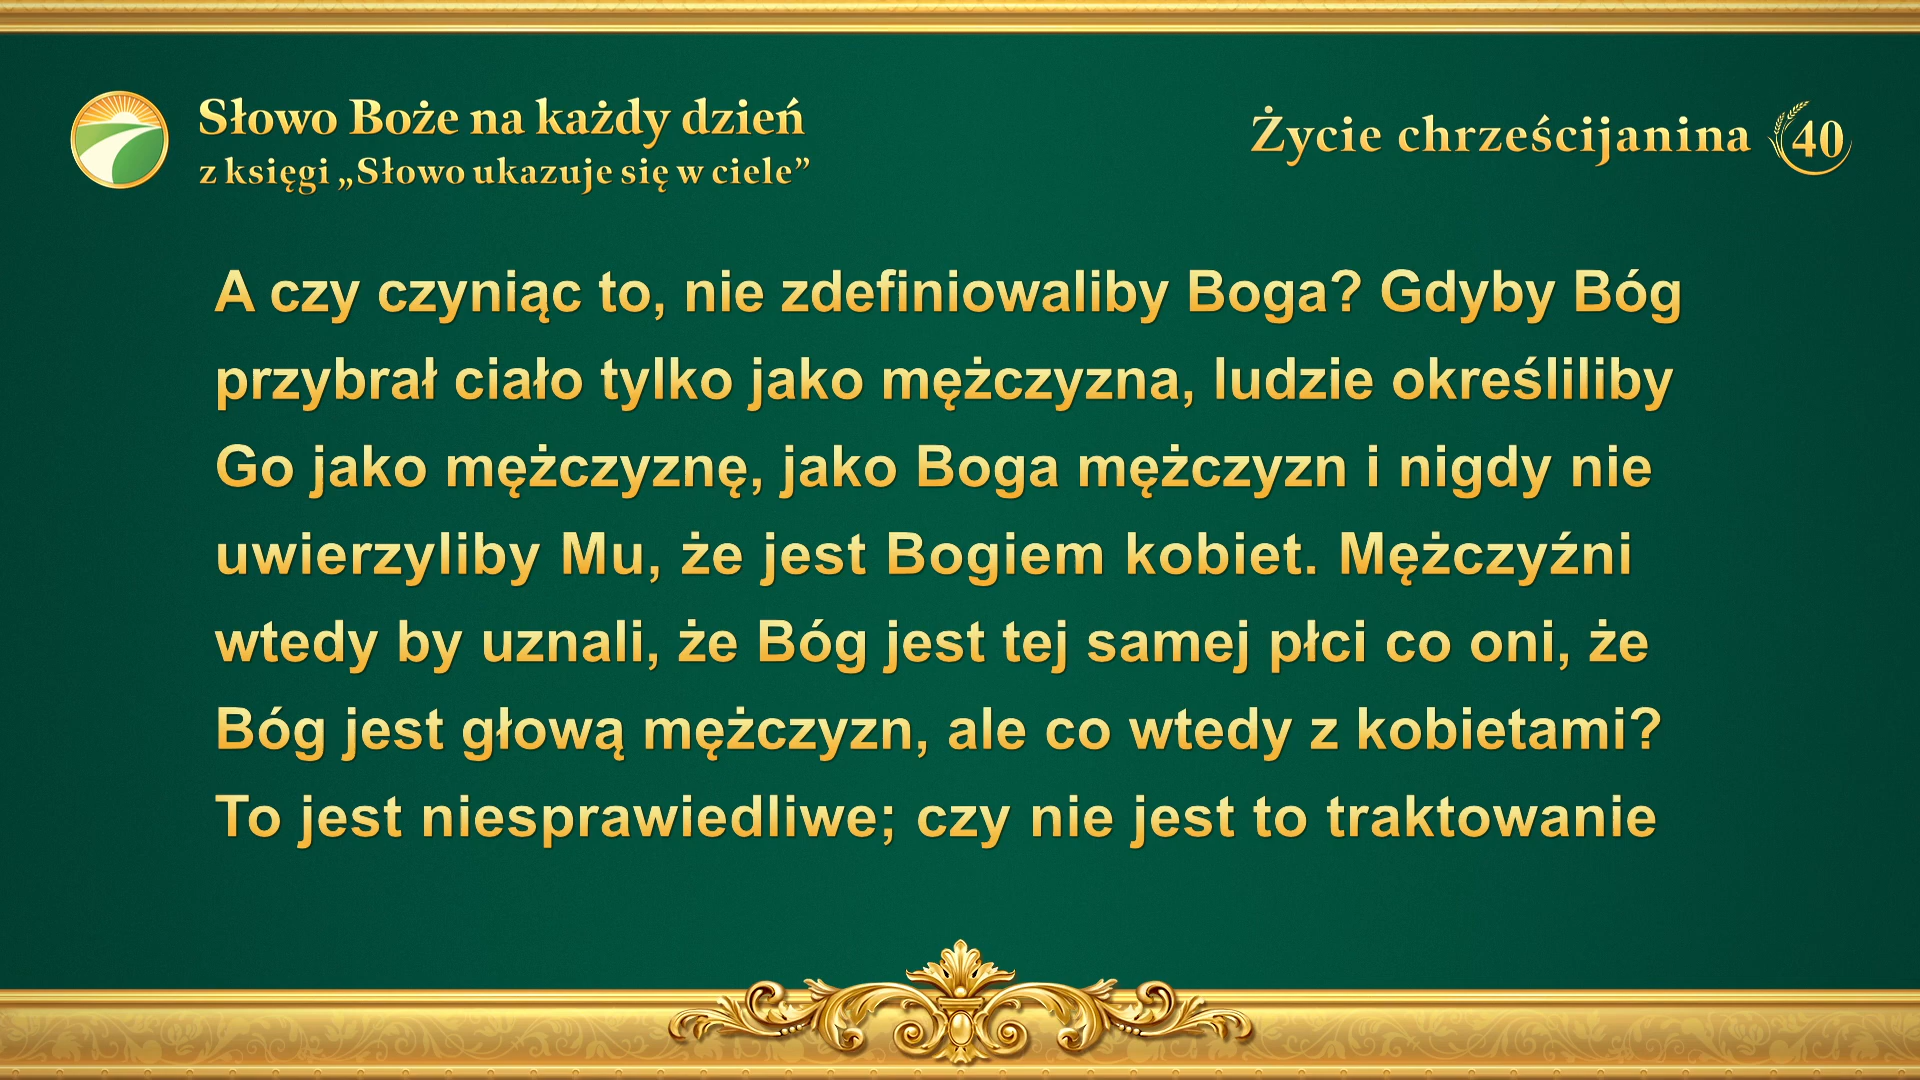 Słowo Boże na każdy dzień
z księgi „Słowo ukazuje się w ciele”
Życie chrześcijanina 40
A czy czyniąc to, nie zdefiniowaliby Boga? Gdyby Bóg
przybrał ciało tylko jako mężczyzna, ludzie określiliby
Go jako mężczyznę, jako Boga mężczyzn i nigdy nie
uwierzyliby Mu, że jest Bogiem kobiet. Mężczyźni
wtedy by uznali, że Bóg jest tej samej płci co oni, że
Bóg jest głową mężczyzn, ale co wtedy z kobietami?
To jest niesprawiedliwe; czy nie jest to traktowanie